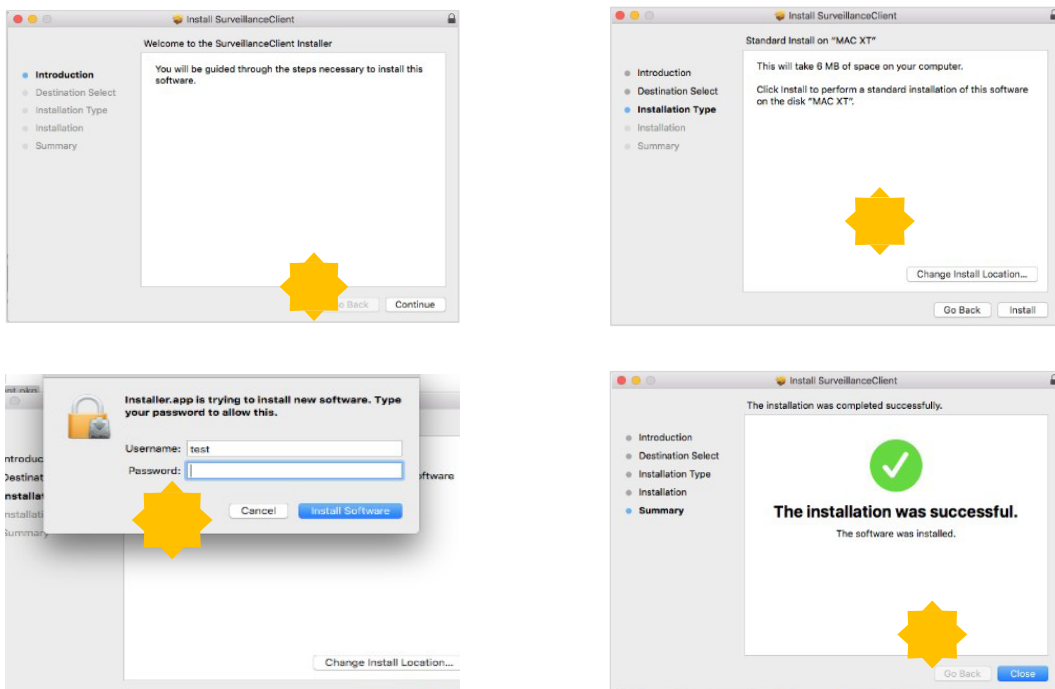 Install SurveillanceClient
Welcome to the SurveillanceClient Installer
Introduction
Destination Select
Installation Type
Installation
Summary
You will be guided through the steps necessary to install this
software.
Back
Continue
Install SurveillanceClient
Standard Install on "MAC XT"
Introduction
Destination Select
Installation Type
Installation
Summary
This will take 6 MB of space on your computer.
Click Install to perform a standard installation of this software
on the disk "MAC XT".
Change Install Location...
Go Back
Install
Installer.app is trying to install new software. Type
your password to allow this.
Username: test
Password:
Cancel
Install Software
Summary
Change Install Location...
Install SurveillanceClient
The installation was completed successfully.
Introduction
Destination Select
Installation Type
Installation
Summary
The installation was successful.
The software was installed.
Go Back
Close